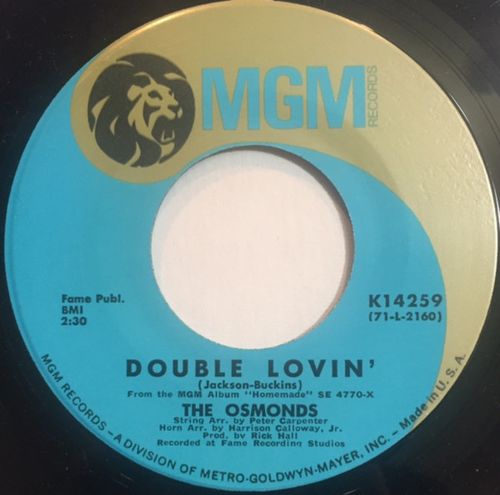 MGM
RECORDS
Fame Publ.
BMI
2:30
K14259
(71-L-2160)
DOUBLE LOVIN'
(Jackson-Buckins)
From the MGM Album "Homemade" SE 4770-X
THE OSMONDS
String Arr. by Peter Carpenter
Horn Arr. by Harrison Calloway, Jr.
Prod. by Rick Hall
Recorded at Fame Recording Studios
MGM RECORDS – A DIVISION OF METRO-GOLDWYN-MAYER, INC. – Made in U. S. A.